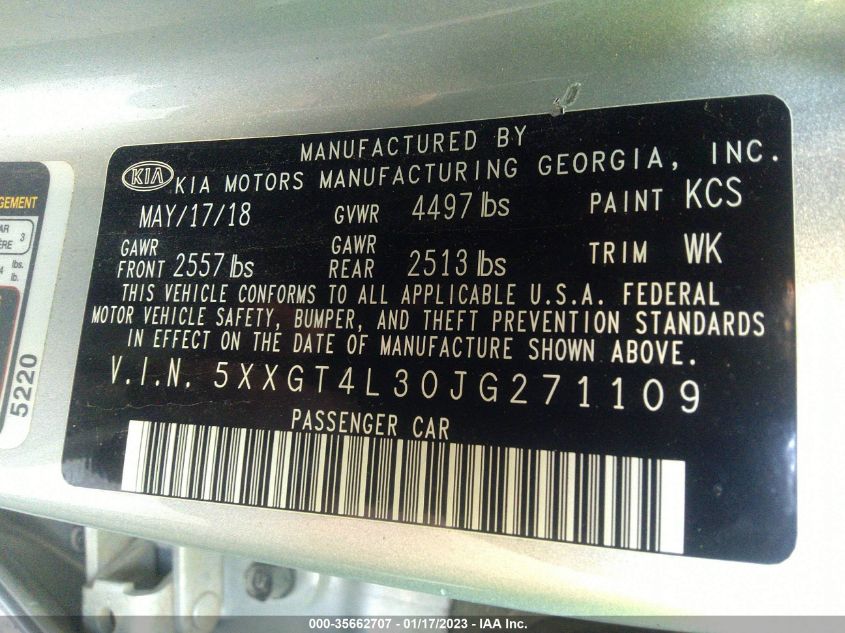 MANUFACTURED BY
KIA KIA MOTORS MANUFACTURING GEORGIA, INC.
MAY/17/18 GVWR 4497 lbs PAINT KCS
GAWR FRONT 2557 lbs GAWR REAR 2513 lbs TRIM WK
THIS VEHICLE CONFORMS TO ALL APPLICABLE U.S.A. FEDERAL
MOTOR VEHICLE SAFETY, BUMPER, AND THEFT PREVENTION STANDARDS
IN EFFECT ON THE DATE OF MANUFACTURE SHOWN ABOVE.
V.I.N. 5XXGT4L30JG271109
PASSENGER CAR
3
lbs.
lb.
5220
000-35662707 - 01/17/2023 - IAA Inc.